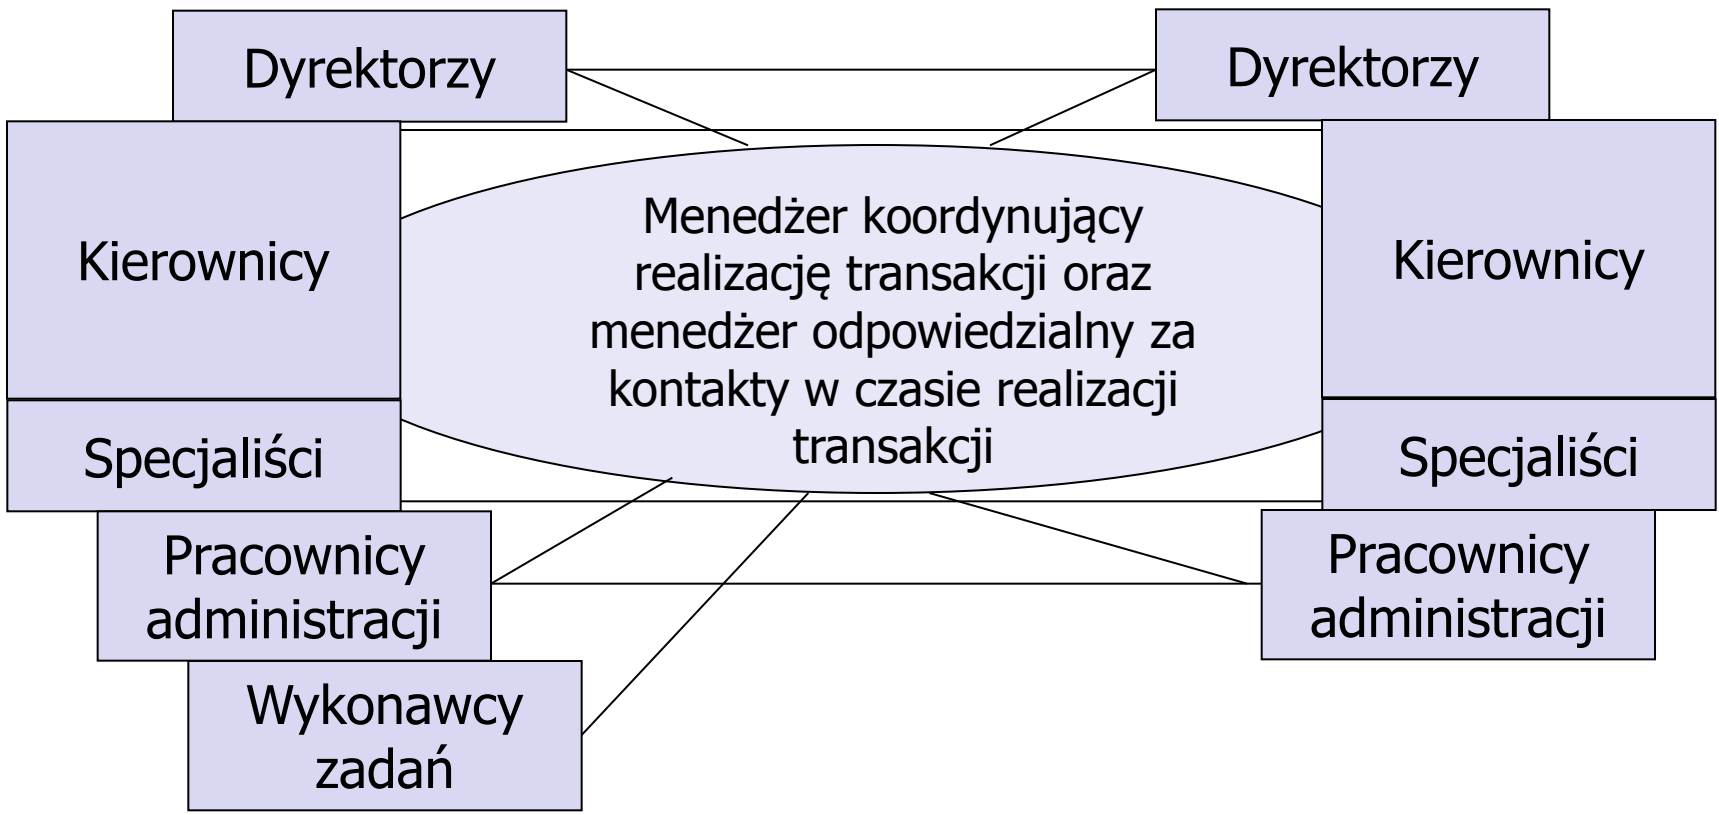 Dyrektorzy
Dyrektorzy
Kierownicy
Menedżer koordynujący
realizację transakcji oraz
menedżer odpowiedzialny za
kontakty w czasie realizacji
transakcji
Kierownicy
Specjaliści
Specjaliści
Pracownicy
administracji
Pracownicy
administracji
Wykonawcy
zadań